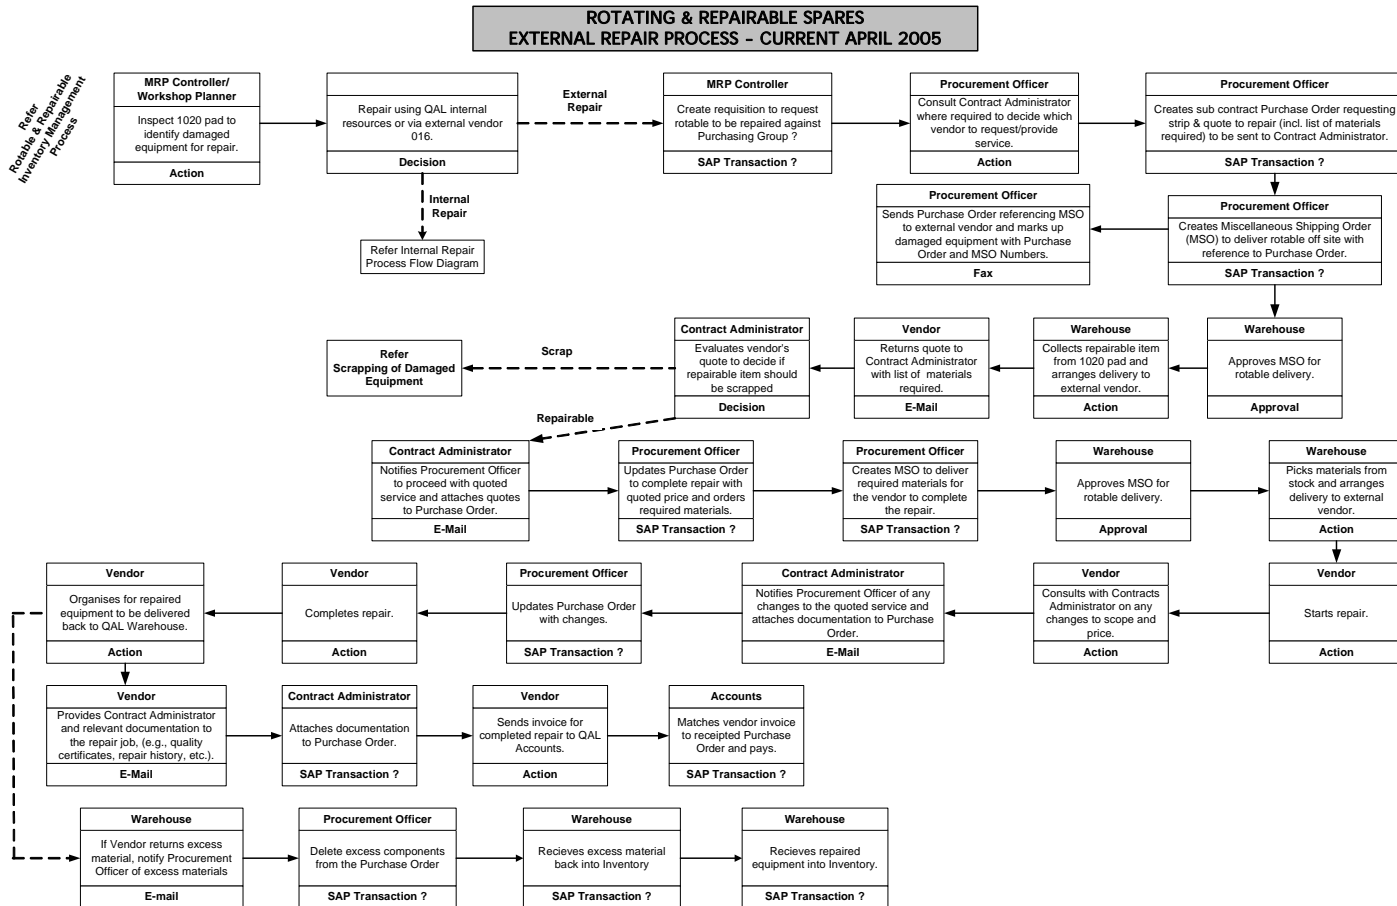 ROTATING & REPAIRABLE SPARES
EXTERNAL REPAIR PROCESS - CURRENT APRIL 2005
Refer
Rotable & Repairable
Inventory Management
Process
MRP Controller/
Workshop Planner
Inspect 1020 pad to
identify damaged
equipment for repair.
Action
Repair using QAL internal
resources or via external vendor
016.
Decision
External
Repair
MRP Controller
Create requisition to request
rotable to be repaired against
Purchasing Group ?
SAP Transaction ?
Procurement Officer
Consult Contract Administrator
where required to decide which
vendor to request/provide
service.
Action
Procurement Officer
Creates sub contract Purchase Order requesting
strip & quote to repair (incl. list of materials
required) to be sent to Contract Administrator.
SAP Transaction ?
Internal
Repair
Refer Internal Repair
Process Flow Diagram
Procurement Officer
Sends Purchase Order referencing MSO
to external vendor and marks up
damaged equipment with Purchase
Order and MSO Numbers.
Fax
Procurement Officer
Creates Miscellaneous Shipping Order
(MSO) to deliver rotable off site with
reference to Purchase Order.
SAP Transaction ?
Refer
Scrapping of Damaged
Equipment
Scrap
Contract Administrator
Evaluates vendor's
quote to decide if
repairable item should
be scrapped
Decision
Vendor
Returns quote to
Contract Administrator
with list of materials
required.
E-Mail
Warehouse
Collects repairable item
from 1020 pad and
arranges delivery to
external vendor.
Action
Warehouse
Approves MSO for
rotable delivery.
Approval
Repairable
Contract Administrator
Notifies Procurement Officer
to proceed with quoted
service and attaches quotes
to Purchase Order.
E-Mail
Procurement Officer
Updates Purchase Order
to complete repair with
quoted price and orders
required materials.
SAP Transaction ?
Procurement Officer
Creates MSO to deliver
required materials for
the vendor to complete
the repair.
SAP Transaction ?
Warehouse
Approves MSO for
rotable delivery.
Approval
Warehouse
Picks materials from
stock and arranges
delivery to external
vendor.
Action
Vendor
Organises for repaired
equipment to be delivered
back to QAL Warehouse.
Action
Vendor
Completes repair.
Action
Procurement Officer
Updates Purchase Order
with changes.
SAP Transaction ?
Contract Administrator
Notifies Procurement Officer of any
changes to the quoted service and
attaches documentation to Purchase
Order.
E-Mail
Vendor
Consults with Contracts
Administrator on any
changes to scope and
price.
Action
Vendor
Starts repair.
Action
Vendor
Provides Contract Administrator
and relevant documentation to
the repair job, (e.g., quality
certificates, repair history, etc.).
E-Mail
Contract Administrator
Attaches documentation
to Purchase Order.
SAP Transaction ?
Vendor
Sends invoice for
completed repair to QAL
Accounts.
Action
Accounts
Matches vendor invoice
to receipted Purchase
Order and pays.
SAP Transaction ?
Warehouse
If Vendor returns excess
material, notify Procurement
Officer of excess materials
E-mail
Procurement Officer
Delete excess components
from the Purchase Order
SAP Transaction ?
Warehouse
Recieves excess material
back into Inventory
SAP Transaction ?
Warehouse
Recieves repaired
equipment into Inventory.
SAP Transaction ?